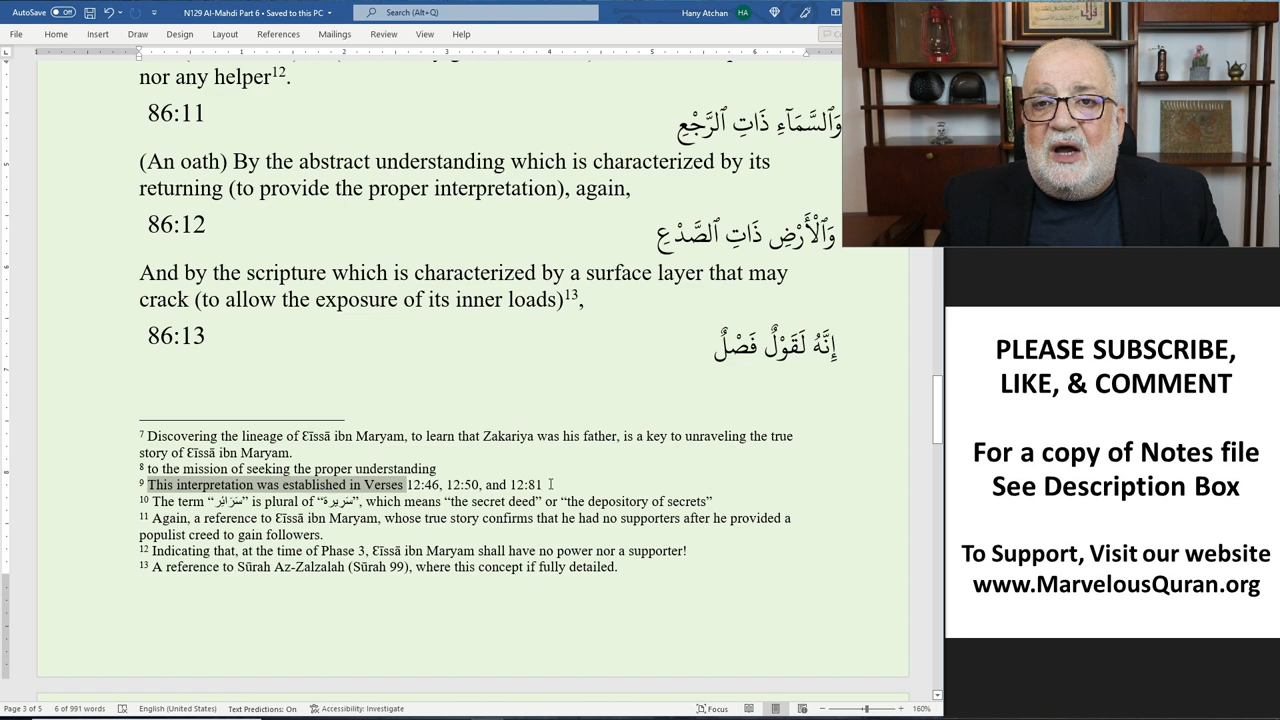 AutoSave Off N129 Al-Mahdi Part 6 • Saved to this PC Search (Alt+Q) Hany Atchan HA
File Home Insert Draw Design Layout References Mailings Review View Help
nor any helper12.
86:11
وَٱلسَّمَآءِ ذَاتِ ٱلرَّجْعِ
(An oath) By the abstract understanding which is characterized by its
returning (to provide the proper interpretation), again,
86:12
وَٱلْأَرْضِ ذَاتِ ٱلصَّدْعِ
And by the scripture which is characterized by a surface layer that may
crack (to allow the exposure of its inner loads)13,
86:13
إِنَّهُۥ لَقَوْلٌ فَصْلٌ
7 Discovering the lineage of Ɛīssā ibn Maryam, to learn that Zakariya was his father, is a key to unraveling the true
story of Ɛīssā ibn Maryam.
8 to the mission of seeking the proper understanding
9 This interpretation was established in Verses 12:46, 12:50, and 12:81
10 The term “سَرَائِر” is plural of “سَريرة”, which means “the secret deed” or “the depository of secrets”
11 Again, a reference to Ɛīssā ibn Maryam, whose true story confirms that he had no supporters after he provided a
populist creed to gain followers.
12 Indicating that, at the time of Phase 3, Ɛīssā ibn Maryam shall have no power nor a supporter!
13 A reference to Sūrah Az-Zalzalah (Sūrah 99), where this concept if fully detailed.
Page 3 of 5 6 of 991 words English (United States) Text Predictions: On Accessibility: Investigate Focus 160%
PLEASE SUBSCRIBE,
LIKE, & COMMENT
For a copy of Notes file
See Description Box
To Support, Visit our website
www.MarvelousQuran.org